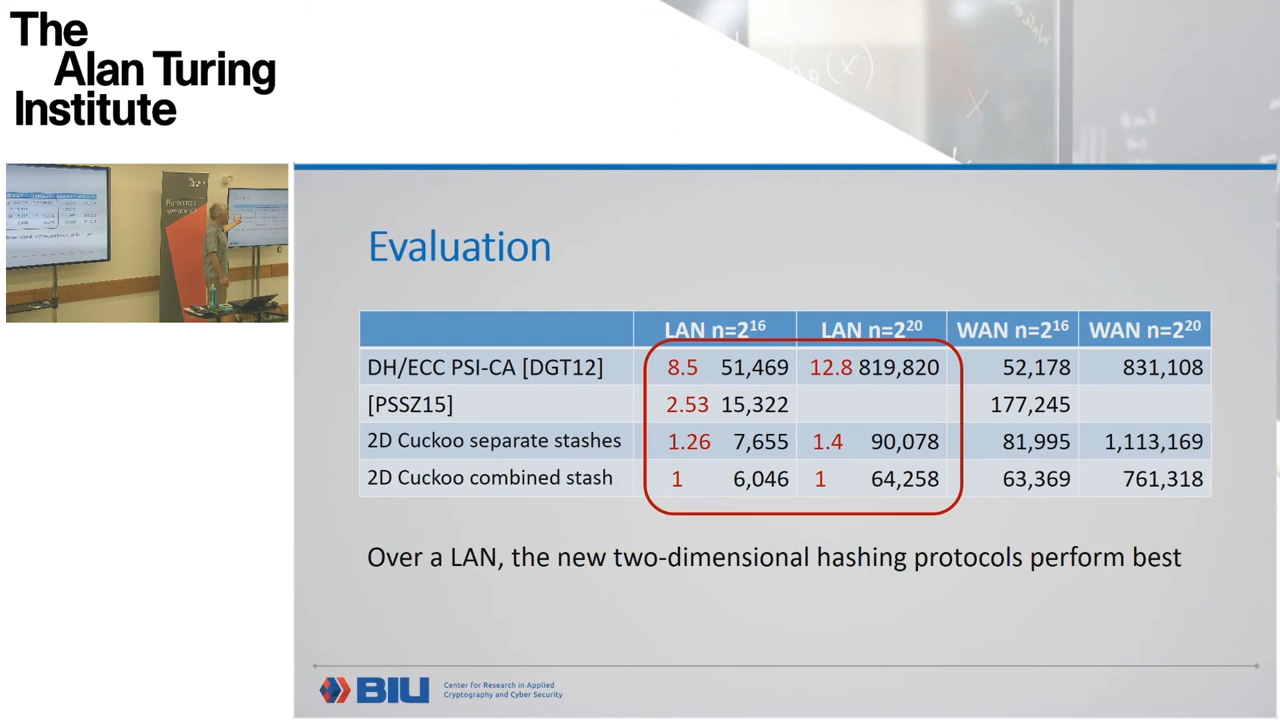 The
Alan Turing
Institute
Evaluation
LAN n=2¹⁶ LAN n=2²⁰ WAN n=2¹⁶ WAN n=2²⁰
DH/ECC PSI-CA [DGT12] 8.5 51,469 12.8 819,820 52,178 831,108
[PSSZ15] 2.53 15,322 177,245
2D Cuckoo separate stashes 1.26 7,655 1.4 90,078 81,995 1,113,169
2D Cuckoo combined stash 1 6,046 1 64,258 63,369 761,318
Over a LAN, the new two-dimensional hashing protocols perform best
BIU Center for Research in Applied
Cryptography and Cyber Security